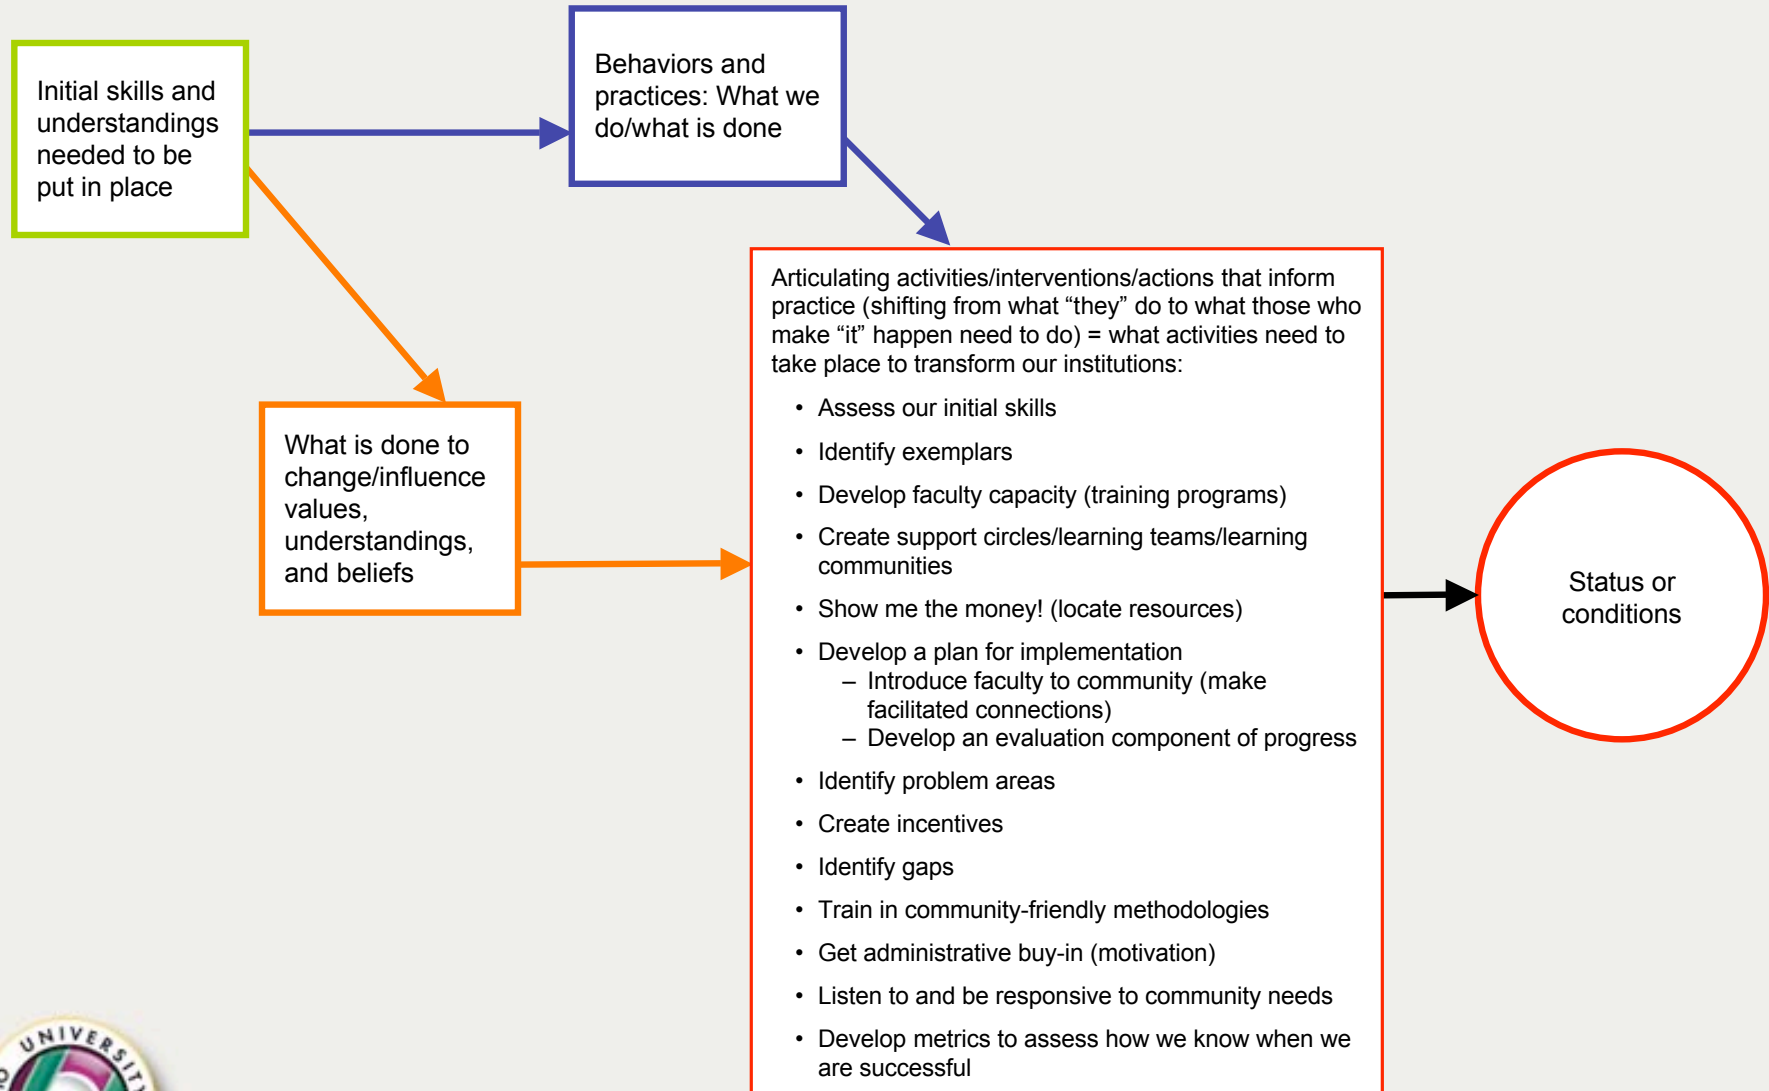 Initial skills and
understandings
needed to be
put in place
Behaviors and
practices: What we
do/what is done
What is done to
change/influence
values,
understandings,
and beliefs
Articulating activities/interventions/actions that inform
practice (shifting from what “they” do to what those who
make “it” happen need to do) = what activities need to
take place to transform our institutions:
• Assess our initial skills
• Identify exemplars
• Develop faculty capacity (training programs)
• Create support circles/learning teams/learning
communities
• Show me the money! (locate resources)
• Develop a plan for implementation
– Introduce faculty to community (make
facilitated connections)
– Develop an evaluation component of progress
• Identify problem areas
• Create incentives
• Identify gaps
• Train in community-friendly methodologies
• Get administrative buy-in (motivation)
• Listen to and be responsive to community needs
• Develop metrics to assess how we know when we
are successful
Status or
conditions
UNIVERSITY